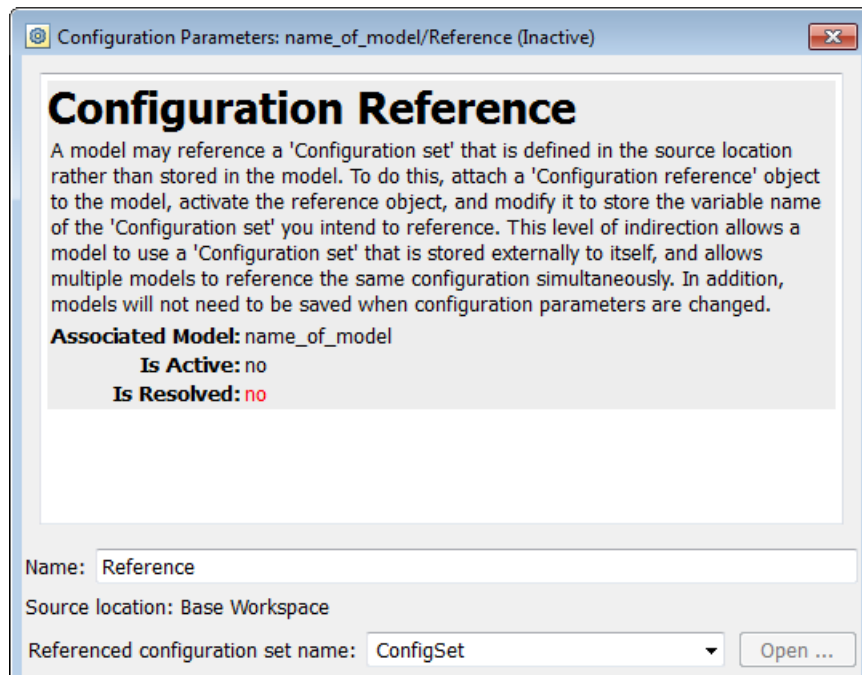 Configuration Parameters: name_of_model/Reference (Inactive)
Configuration Reference
A model may reference a 'Configuration set' that is defined in the source location
rather than stored in the model. To do this, attach a 'Configuration reference' object
to the model, activate the reference object, and modify it to store the variable name
of the 'Configuration set' you intend to reference. This level of indirection allows a
model to use a 'Configuration set' that is stored externally to itself, and allows
multiple models to reference the same configuration simultaneously. In addition,
models will not need to be saved when configuration parameters are changed.
Associated Model: name_of_model
Is Active: no
Is Resolved: no
Name: Reference
Source location: Base Workspace
Referenced configuration set name: ConfigSet Open ...